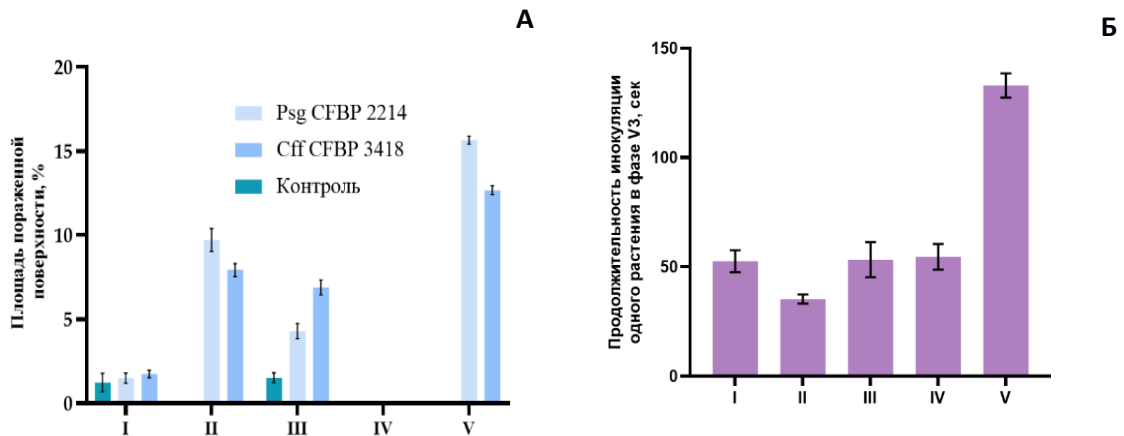 А
Площадь пораженной
поверхности, %
20
15
10
5
0
Psg CFBP 2214
Cff CFBP 3418
Контроль
I II III IV V
Б
Продолжительность инокуляции
одного растения в фазе V3, сек
150
100
50
0
I II III IV V